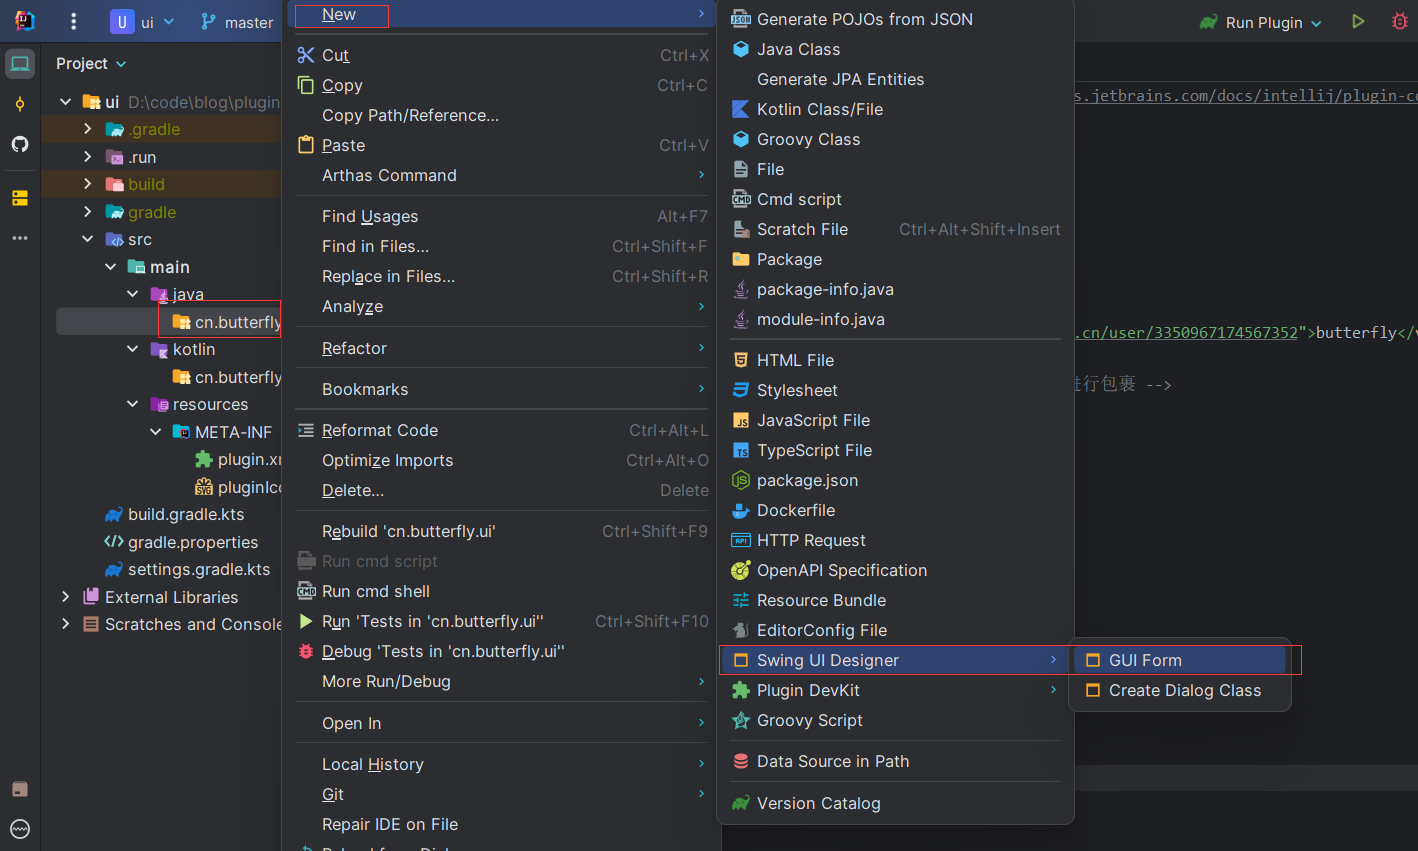 U ui master
Run Plugin
Project
ui D:\code\blog\plugin
.gradle
.run
build
gradle
src
main
java
cn.butterfly
kotlin
cn.butterfly
resources
META-INF
plugin.xm
pluginIco
build.gradle.kts
gradle.properties
settings.gradle.kts
External Libraries
Scratches and Console
New
Cut Ctrl+X
Copy Ctrl+C
Copy Path/Reference...
Paste Ctrl+V
Arthas Command
Find Usages Alt+F7
Find in Files... Ctrl+Shift+F
Replace in Files... Ctrl+Shift+R
Analyze
Refactor
Bookmarks
Reformat Code Ctrl+Alt+L
Optimize Imports Ctrl+Alt+O
Delete... Delete
Rebuild 'cn.butterfly.ui' Ctrl+Shift+F9
Run cmd script
Run cmd shell
Run 'Tests in 'cn.butterfly.ui'' Ctrl+Shift+F10
Debug 'Tests in 'cn.butterfly.ui''
More Run/Debug
Open In
Local History
Git
Repair IDE on File
Generate POJOs from JSON
Java Class
Generate JPA Entities
Kotlin Class/File
Groovy Class
File
Cmd script
Scratch File Ctrl+Alt+Shift+Insert
Package
package-info.java
module-info.java
HTML File
Stylesheet
JavaScript File
TypeScript File
package.json
Dockerfile
HTTP Request
OpenAPI Specification
Resource Bundle
EditorConfig File
Swing UI Designer
Plugin DevKit
Groovy Script
Data Source in Path
Version Catalog
GUI Form
Create Dialog Class
s.jetbrains.com/docs/intellij/plugin-co
.cn/user/3350967174567352">butterfly</v
进行包裹 -->